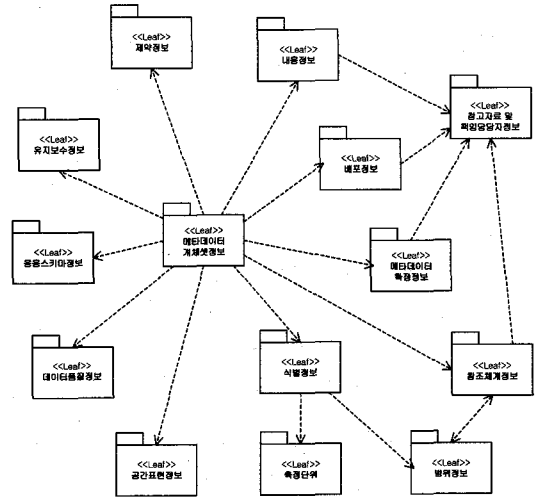 <<Leaf>>
제약정보
<<Leaf>>
내용정보
<<Leaf>>
참고자료 및
책임담당자정보
<<Leaf>>
유지보수정보
<<Leaf>>
배포정보
<<Leaf>>
메타데이터
개체셋정보
<<Leaf>>
응용스키마정보
<<Leaf>>
메타데이터
확장정보
<<Leaf>>
데이터품질정보
<<Leaf>>
식별정보
<<Leaf>>
참조체계정보
<<Leaf>>
공간표현정보
<<Leaf>>
측정단위
<<Leaf>>
범위정보